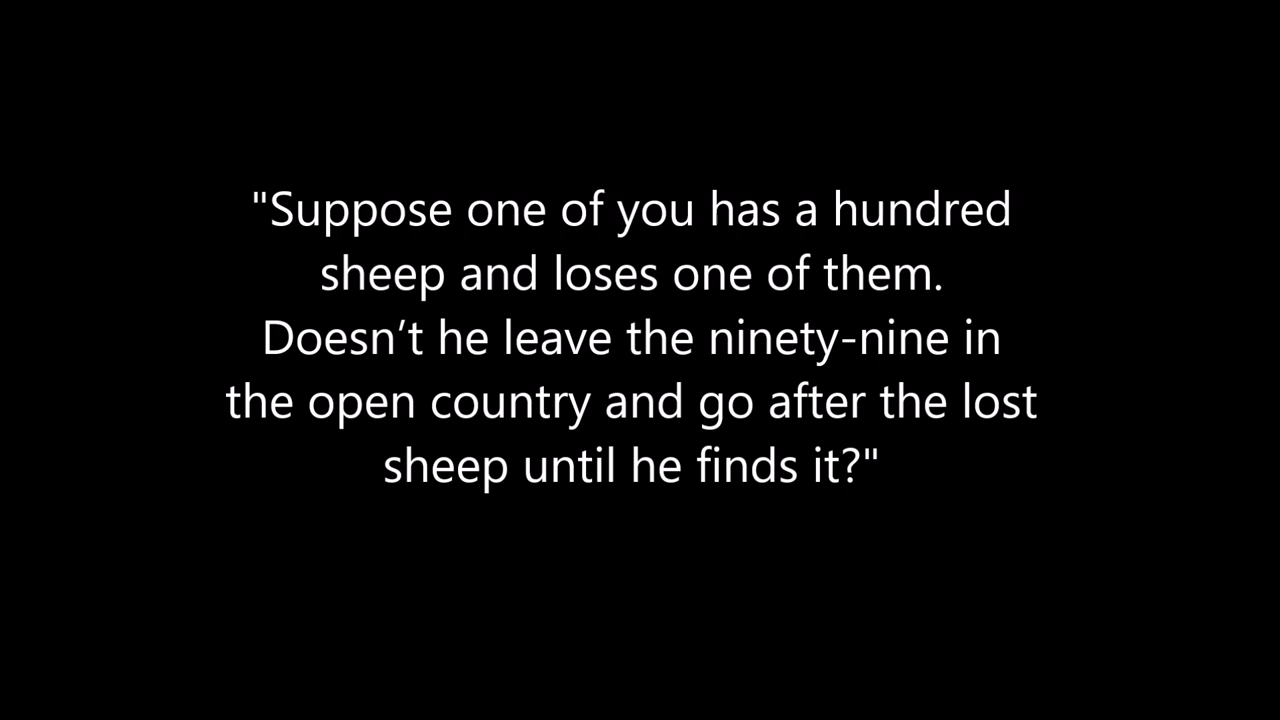 "Suppose one of you has a hundred
sheep and loses one of them.
Doesn’t he leave the ninety-nine in
the open country and go after the lost
sheep until he finds it?"